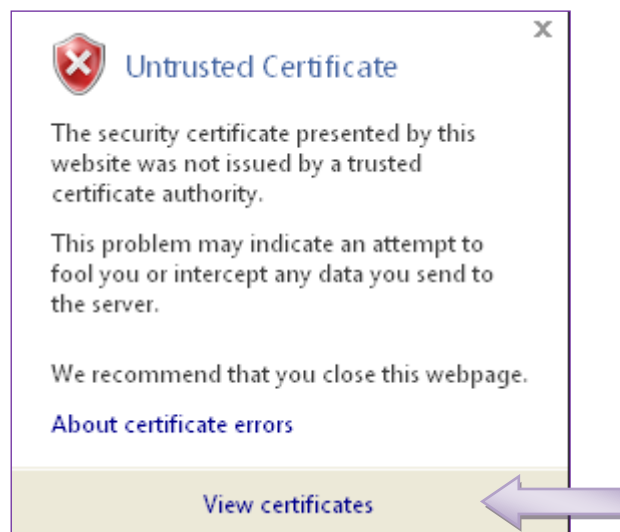 Untrusted Certificate
The security certificate presented by this
website was not issued by a trusted
certificate authority.
This problem may indicate an attempt to
fool you or intercept any data you send to
the server.
We recommend that you close this webpage.
About certificate errors
View certificates